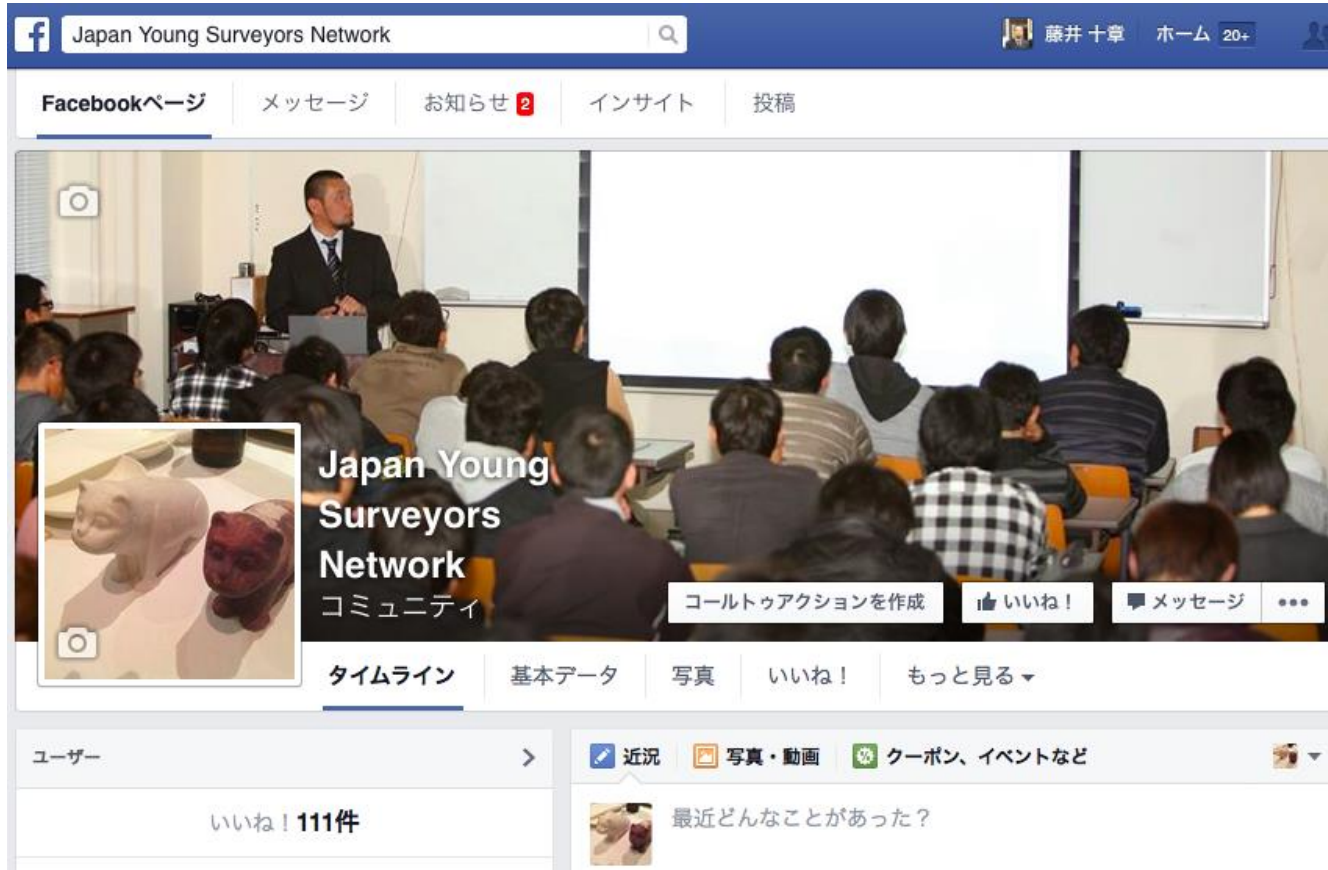 f Japan Young Surveyors Network 藤井 十章 ホーム 20+
Facebookページ メッセージ お知らせ 2 インサイト 投稿
Japan Young
Surveyors
Network
コミュニティ
コールトゥアクションを作成 いいね！ メッセージ •••
タイムライン 基本データ 写真 いいね！ もっと見る
ユーザー
いいね！111件
近況 写真・動画 クーポン、イベントなど
最近どんなことがあった？